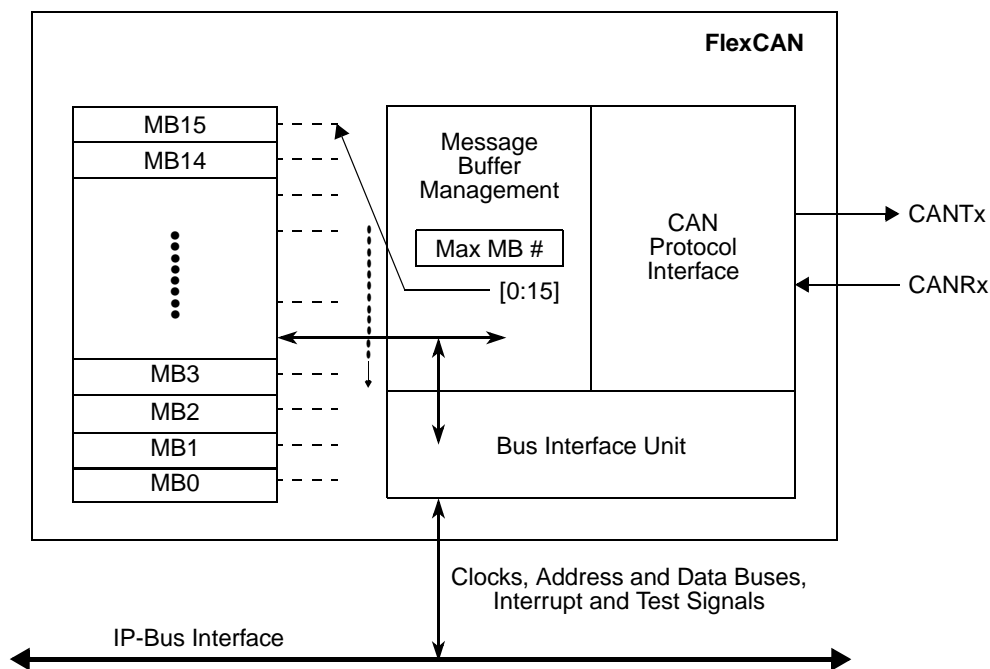 FlexCAN
MB15
MB14
MB3
MB2
MB1
MB0
Message
Buffer
Management
Max MB #
[0:15]
CAN
Protocol
Interface
CANTx
CANRx
Bus Interface Unit
Clocks, Address and Data Buses,
Interrupt and Test Signals
IP-Bus Interface